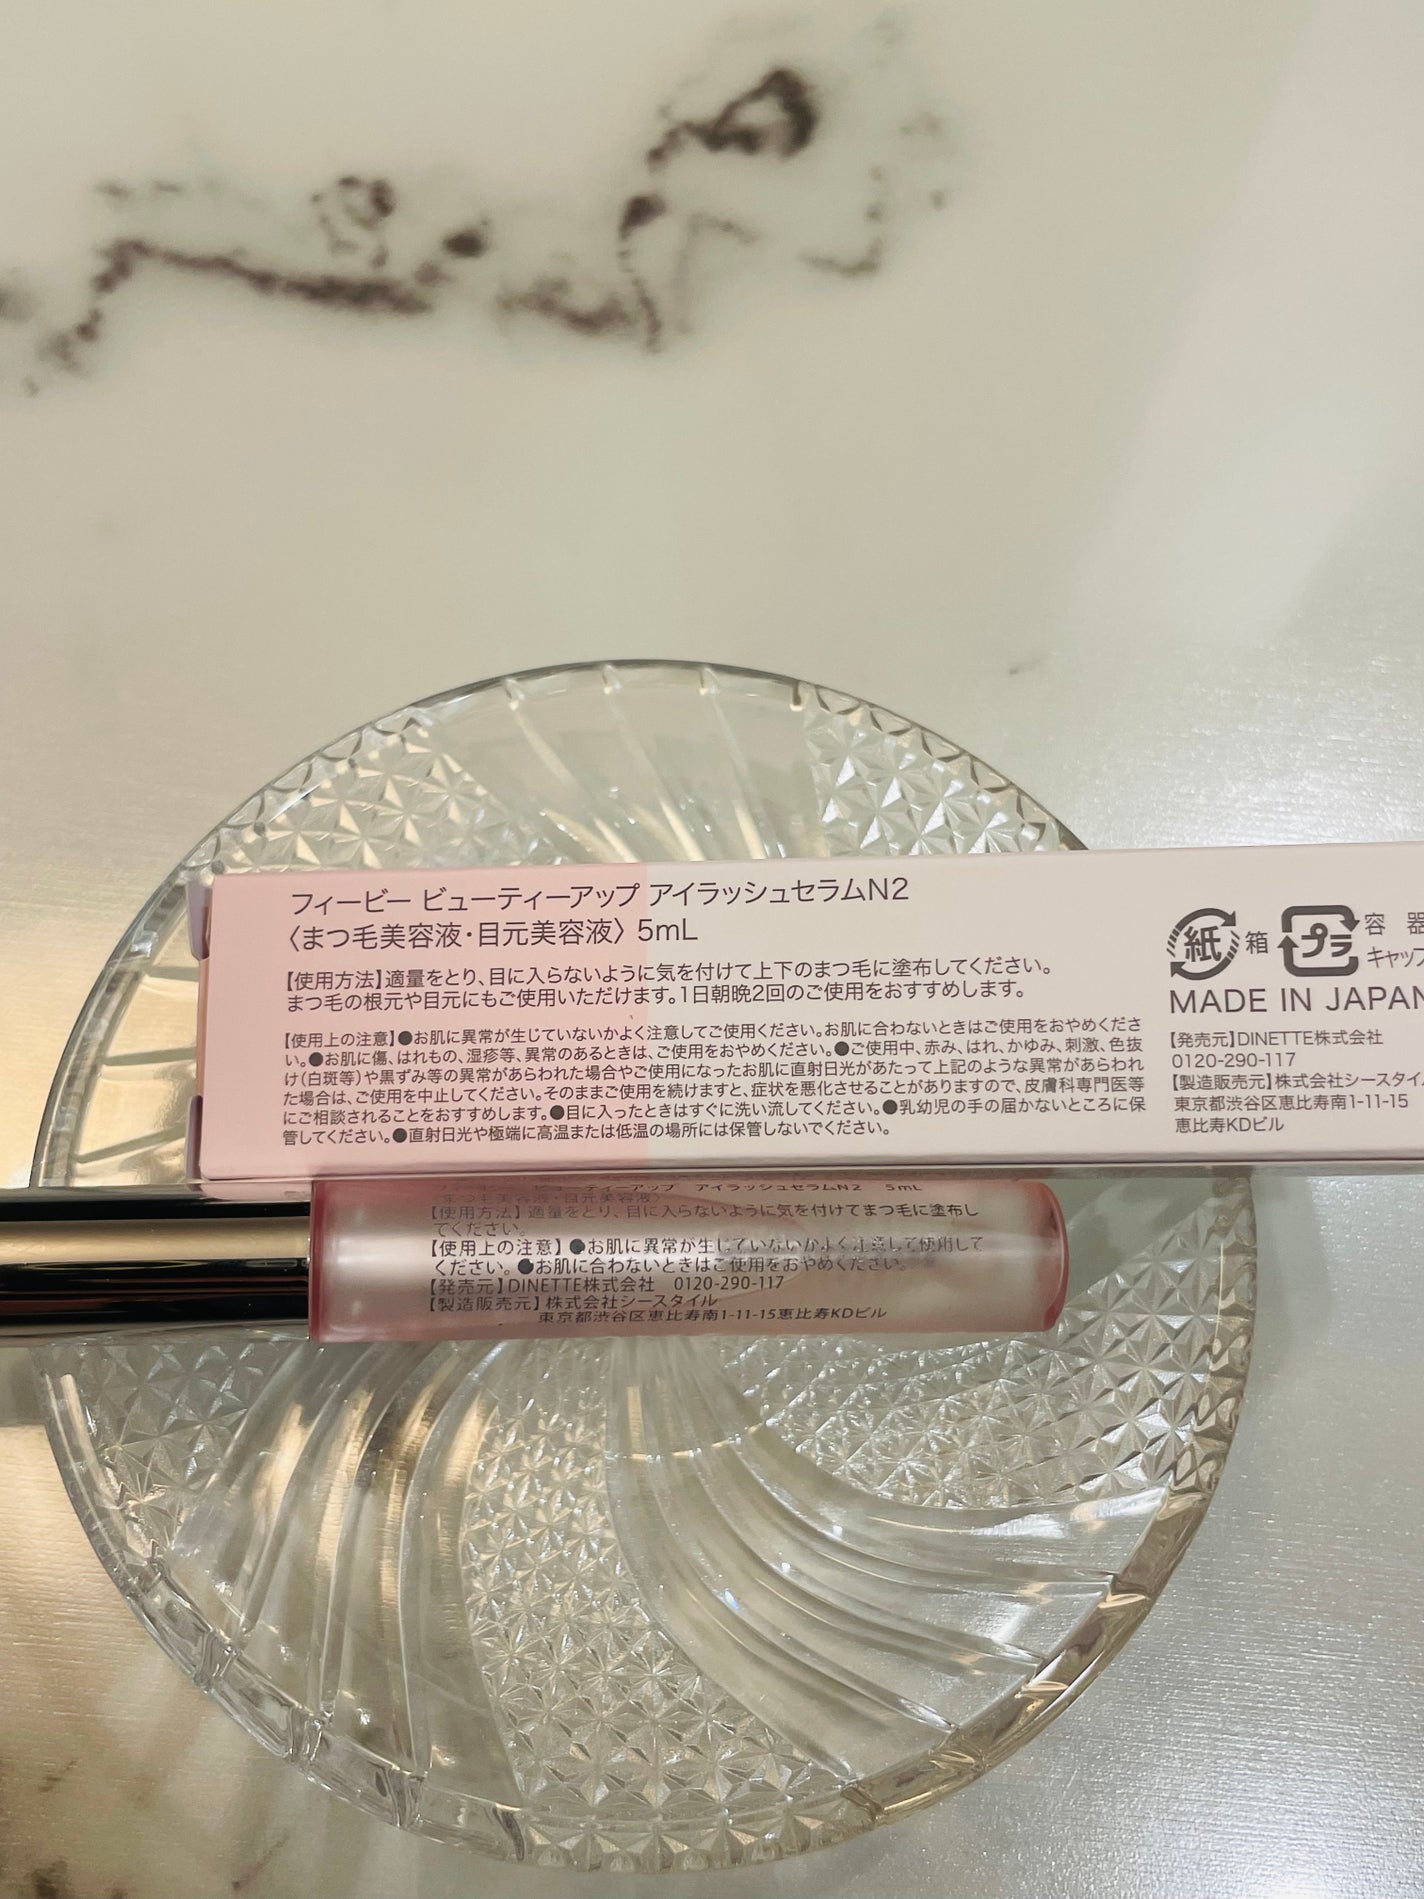 フィービー ビューティーアップ アイラッシュセラムN2
〈まつ毛美容液・目元美容液〉 5mL
【使用方法】適量をとり、目に入らないように気を付けて上下のまつ毛に塗布してください。
まつ毛の根元や目元にもご使用いただけます。1日朝晩2回のご使用をおすすめします。
【使用上の注意】●お肌に異常が生じていないかよく注意してご使用ください。お肌に合わないときはご使用をおやめくださ
い。●お肌に傷、はれもの、湿疹等、異常のあるときは、ご使用をおやめください。●ご使用中、赤み、はれ、かゆみ、刺激、色抜
け(白斑等)や黒ずみ等の異常があらわれた場合やご使用になったお肌に直射日光があたって上記のような異常があらわれ
た場合は、ご使用を中止してください。そのままご使用を続けますと、症状を悪化させることがありますので、皮膚科専門医等
にご相談されることをおすすめします。●目に入ったときはすぐに洗い流してください。●乳幼児の手の届かないところに保
管してください。●直射日光や極端に高温または低温の場所には保管しないでください。
紙 箱 プラ 容器
キャップ
MADE IN JAPAN
【発売元】DINETTE株式会社
0120-290-117
【製造販売元】株式会社シースタイ
東京都渋谷区恵比寿南1-11-15
恵比寿KDビル
ビューティーアップ アイラッシュセラムN2 5mL
〈まつ毛美容液・目元美容液〉
【使用方法】適量をとり、目に入らないように気を付けてまつ毛に塗布し
てください。
【使用上の注意】●お肌に異常が生じていないかよく注意して使用して
ください。●お肌に合わないときはご使用をおやめください。
【発売元】DINETTE株式会社 0120-290-117
【製造販売元】株式会社シースタイル
東京都渋谷区恵比寿南1-11-15恵比寿KDビル